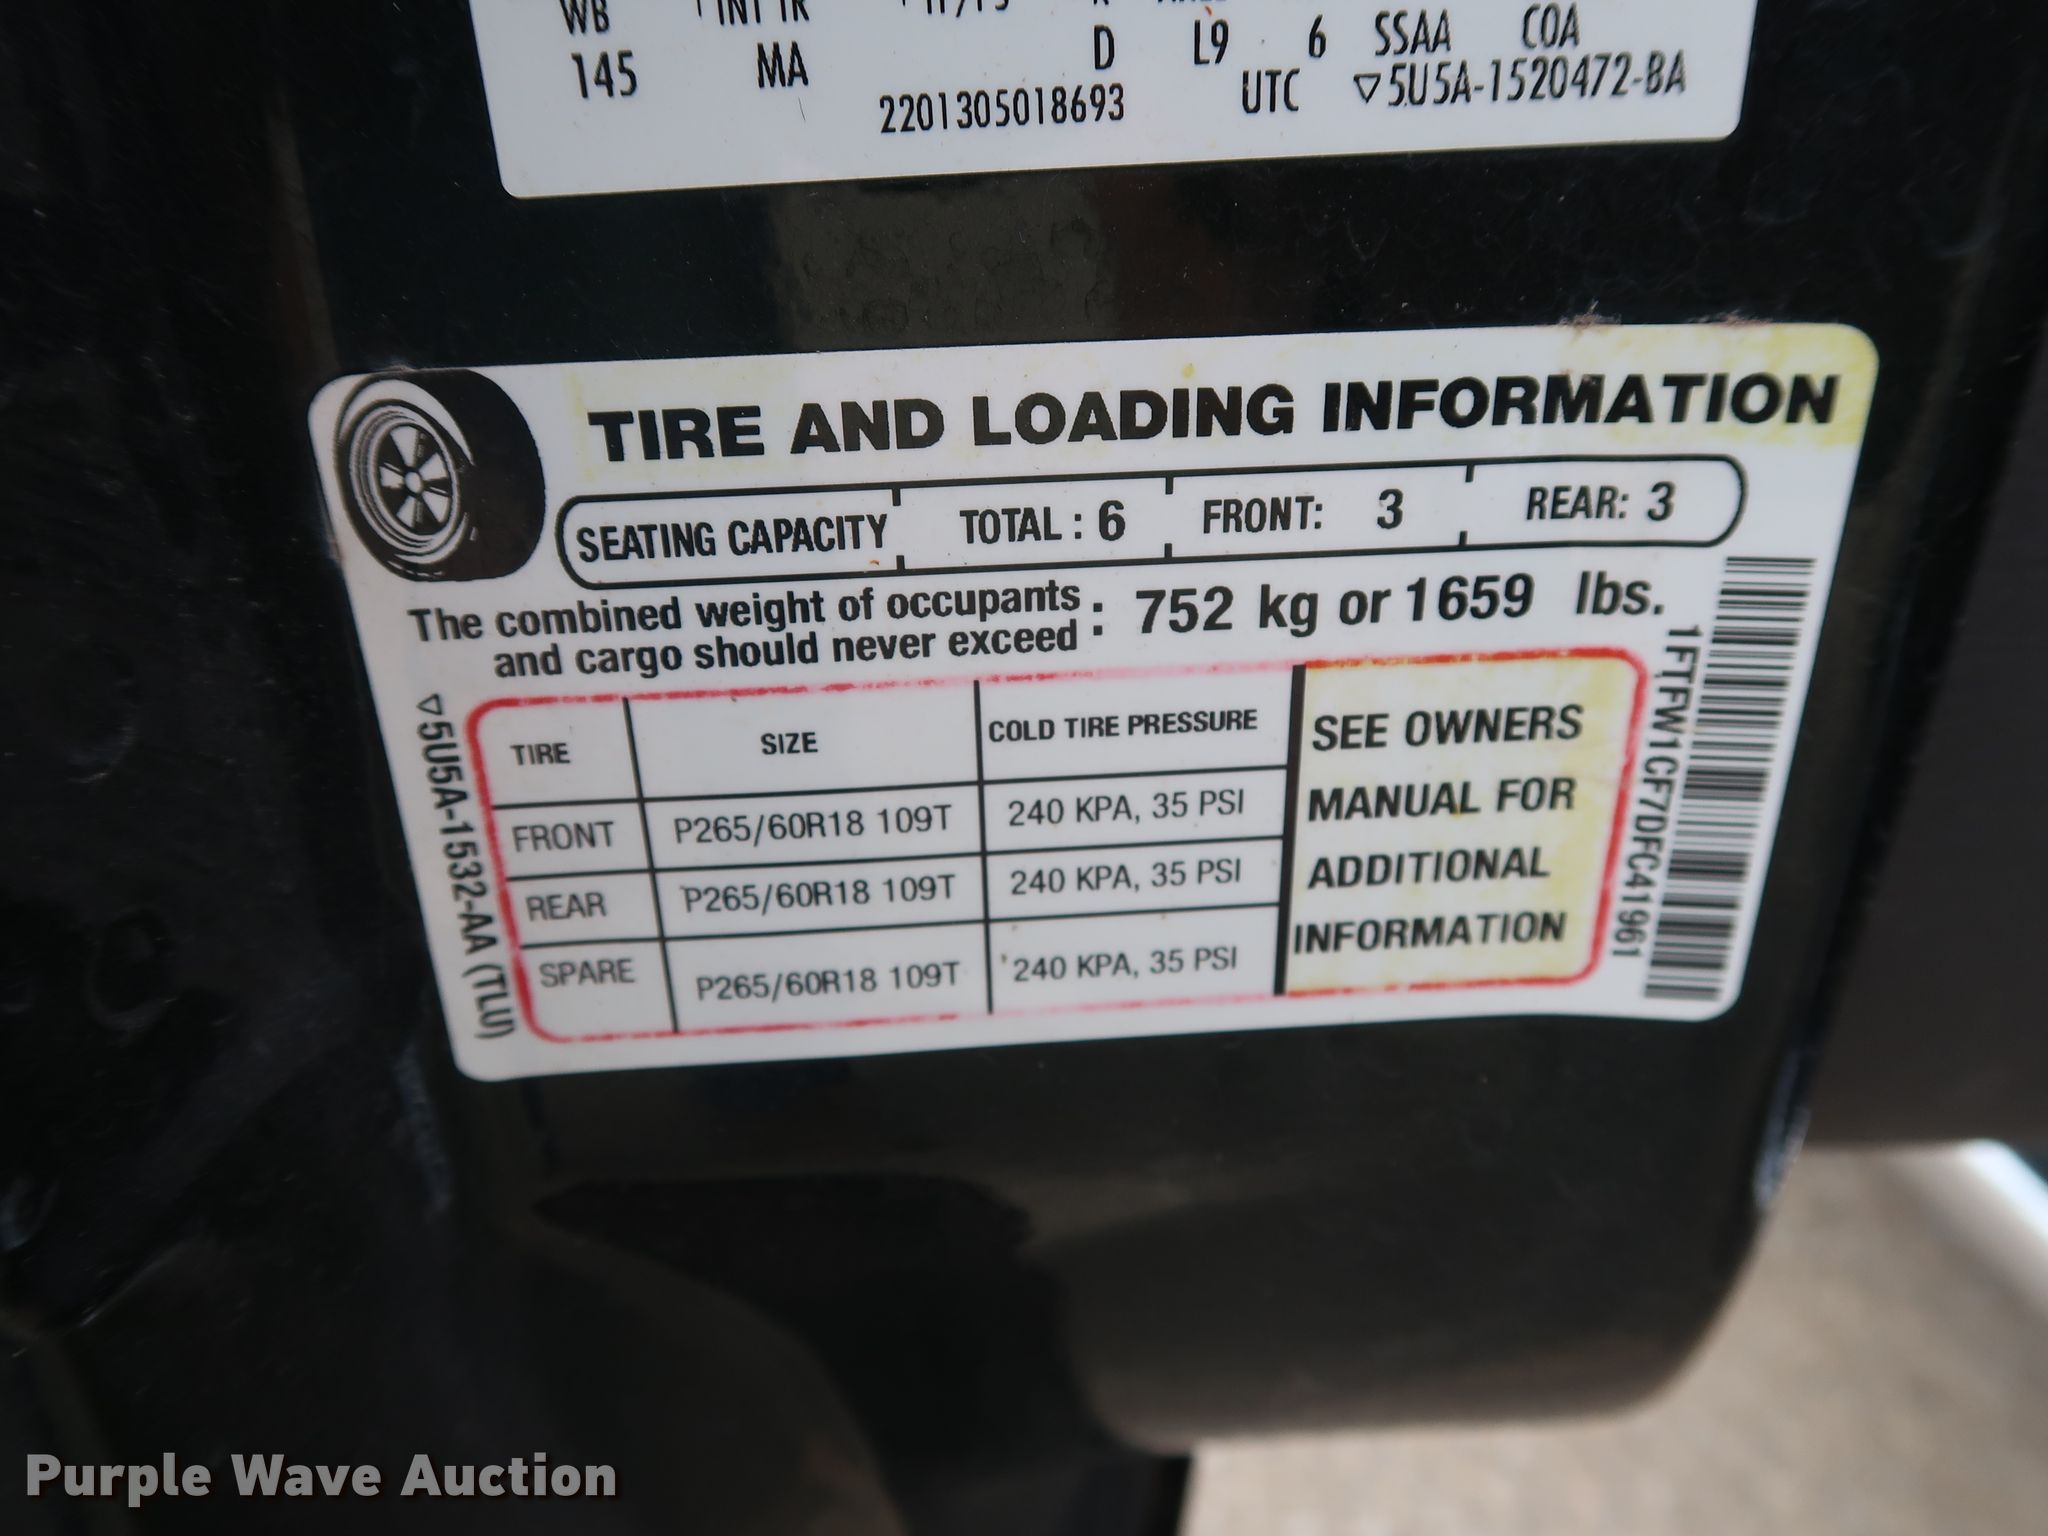 WB INT TR
145 MA D L9 6 SSAA COA
2201305018693 UTC ▽5U5A-1520472-BA
TIRE AND LOADING INFORMATION
SEATING CAPACITY TOTAL : 6 FRONT: 3 REAR: 3
The combined weight of occupants
and cargo should never exceed : 752 kg or 1659 lbs.
TIRE SIZE COLD TIRE PRESSURE
FRONT P265/60R18 109T 240 KPA, 35 PSI
REAR P265/60R18 109T 240 KPA, 35 PSI
SPARE P265/60R18 109T 240 KPA, 35 PSI
SEE OWNERS
MANUAL FOR
ADDITIONAL
INFORMATION
▽5U5A-1532-AA (TLU)
1FTFW1CF7DFC41961
Purple Wave Auction